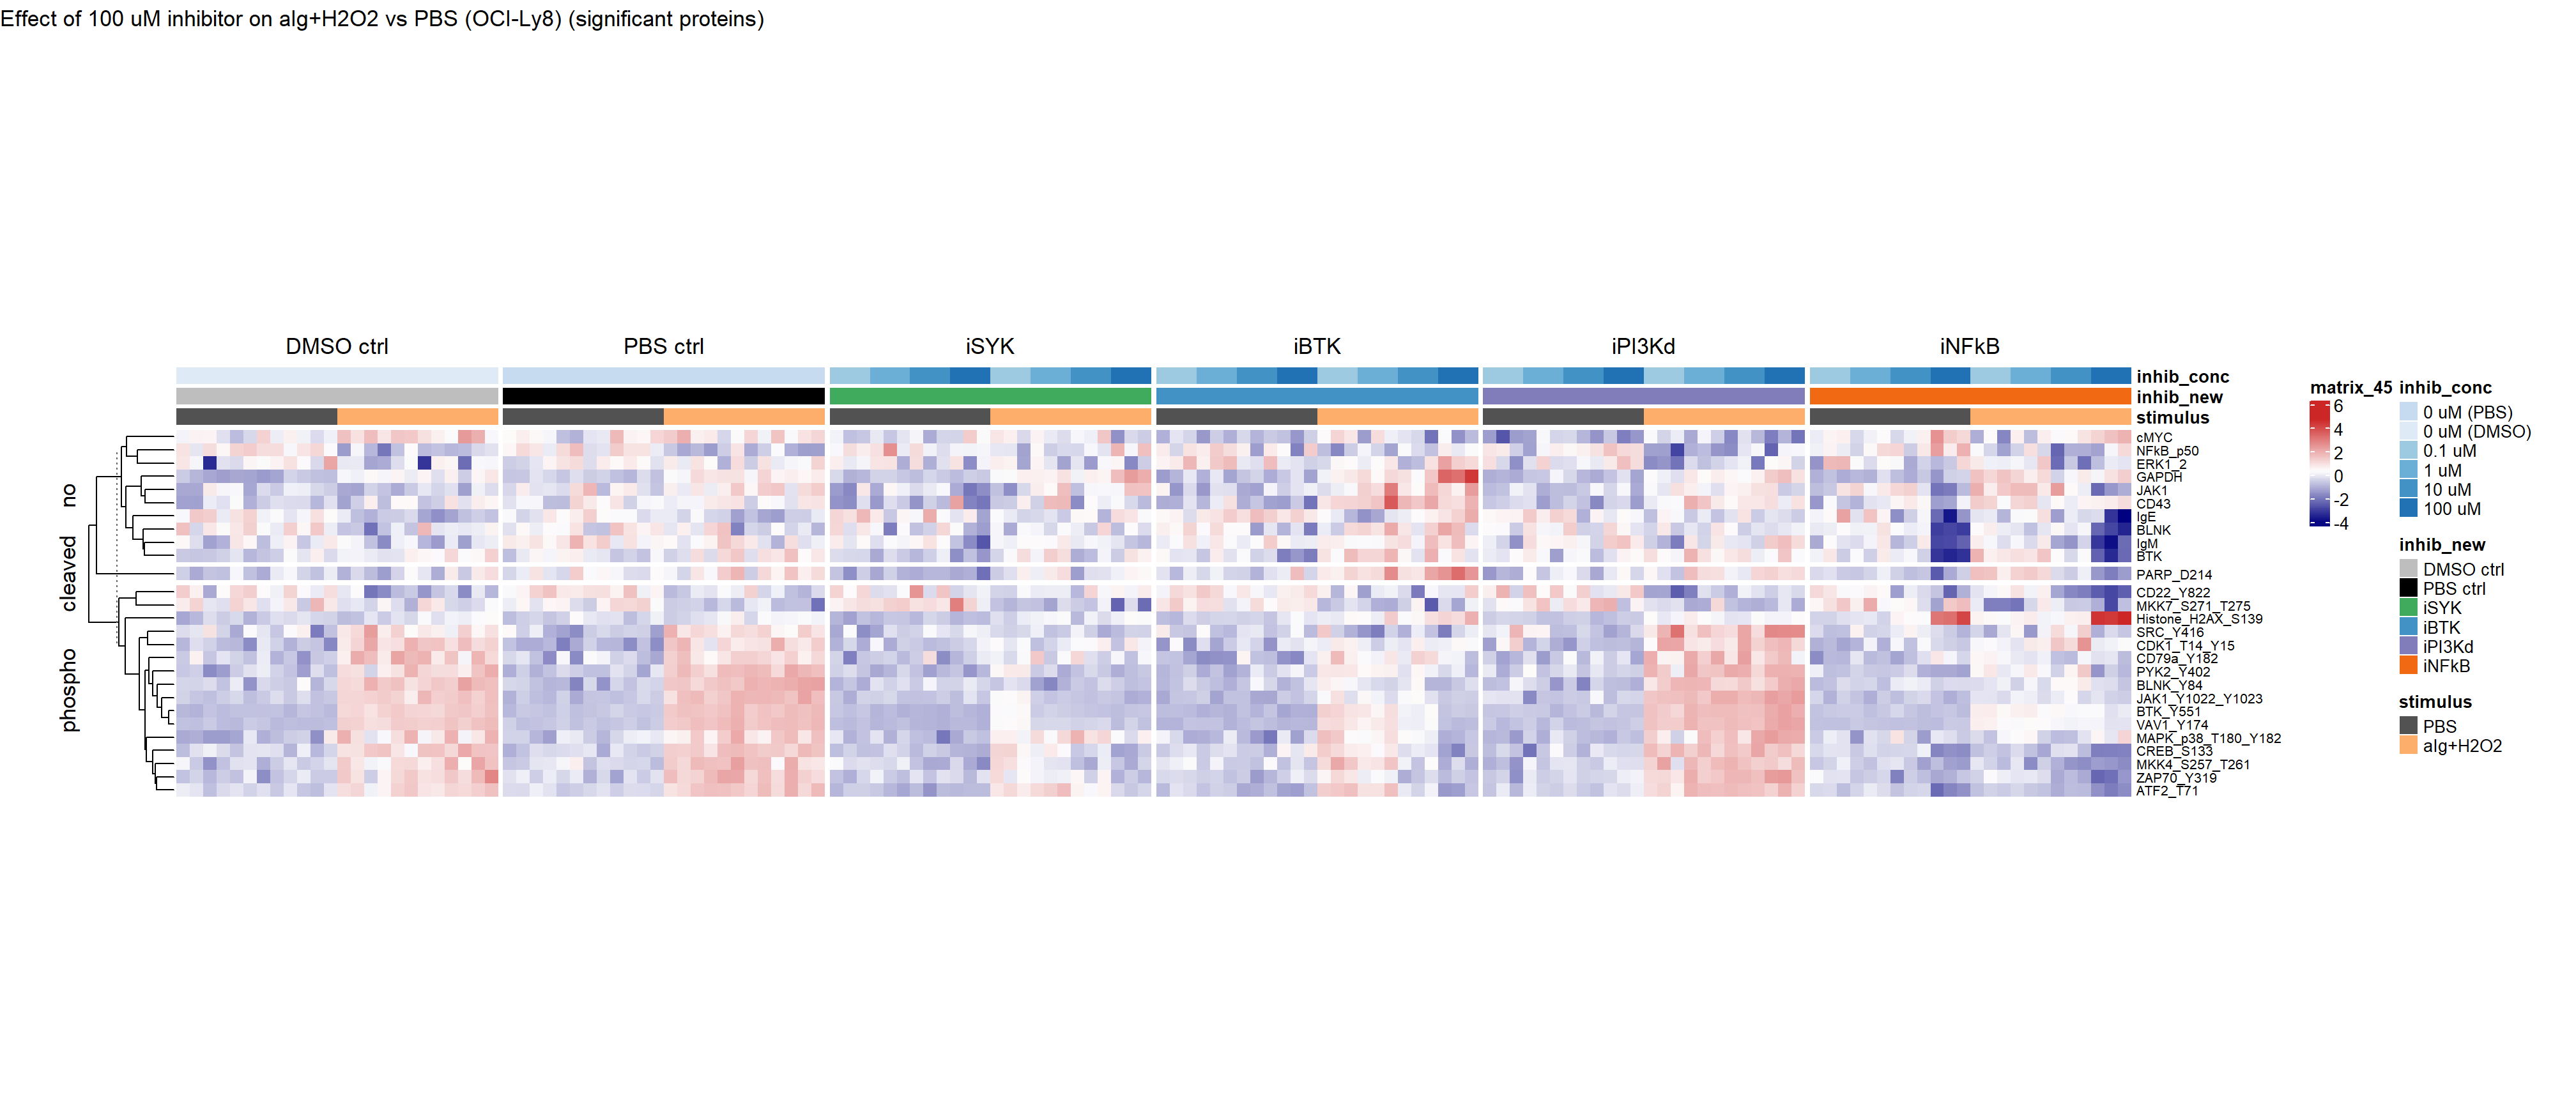 Effect of 100 uM inhibitor on aIg+H2O2 vs PBS (OCI-Ly8) (significant proteins)
DMSO ctrl
PBS ctrl
iSYK
iBTK
iPI3Kd
iNFkB
inhib_conc
inhib_new
stimulus
no
cleaved
phospho
cMYC
NFkB_p50
ERK1_2
GAPDH
JAK1
CD43
IgE
BLNK
IgM
BTK
PARP_D214
CD22_Y822
MKK7_S271_T275
Histone_H2AX_S139
SRC_Y416
CDK1_T14_Y15
CD79a_Y182
PYK2_Y402
BLNK_Y84
JAK1_Y1022_Y1023
BTK_Y551
VAV1_Y174
MAPK_p38_T180_Y182
CREB_S133
MKK4_S257_T261
ZAP70_Y319
ATF2_T71
matrix_45
6
4
2
0
-2
-4
inhib_conc
0 uM (PBS)
0 uM (DMSO)
0.1 uM
1 uM
10 uM
100 uM
inhib_new
DMSO ctrl
PBS ctrl
iSYK
iBTK
iPI3Kd
iNFkB
stimulus
PBS
aIg+H2O2